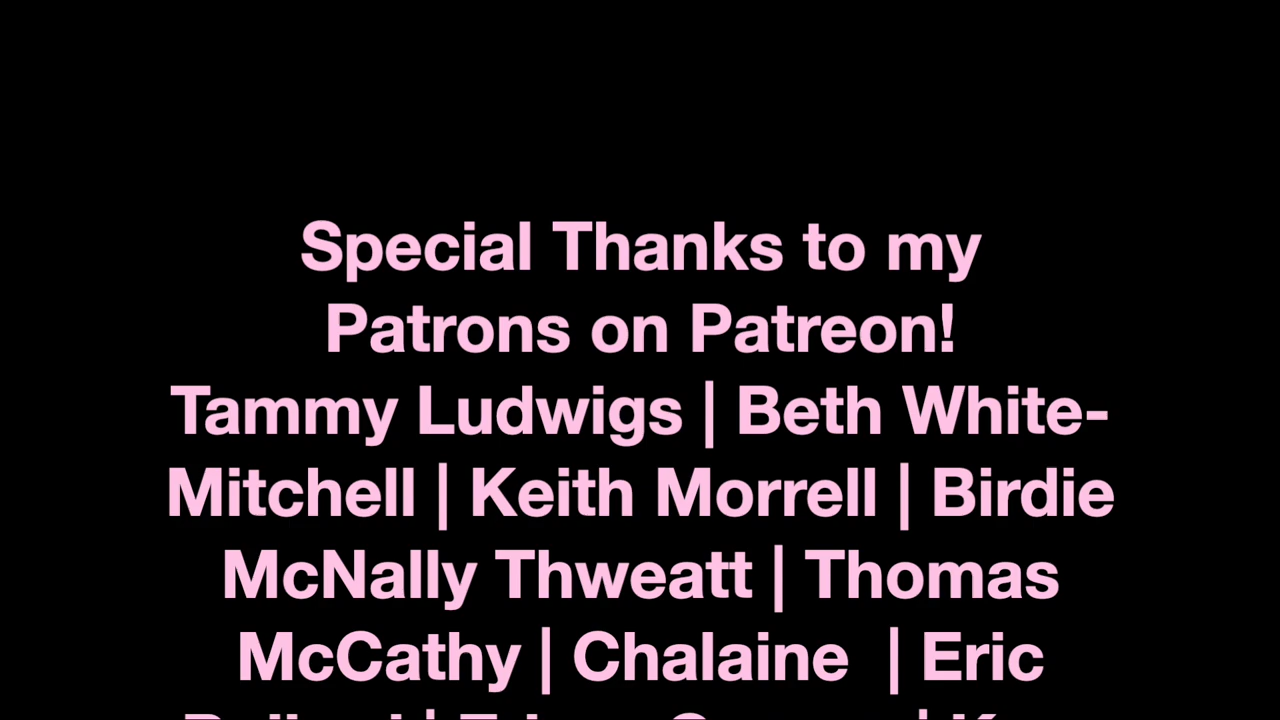 Special Thanks to my
Patrons on Patreon!
Tammy Ludwigs | Beth White-
Mitchell | Keith Morrell | Birdie
McNally Thweatt | Thomas
McCathy | Chalaine  | Eric